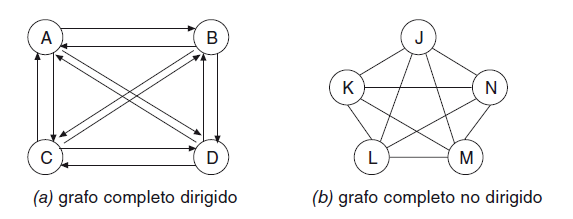 A
B
C
D
(a) grafo completo dirigido
J
K
N
L
M
(b) grafo completo no dirigido